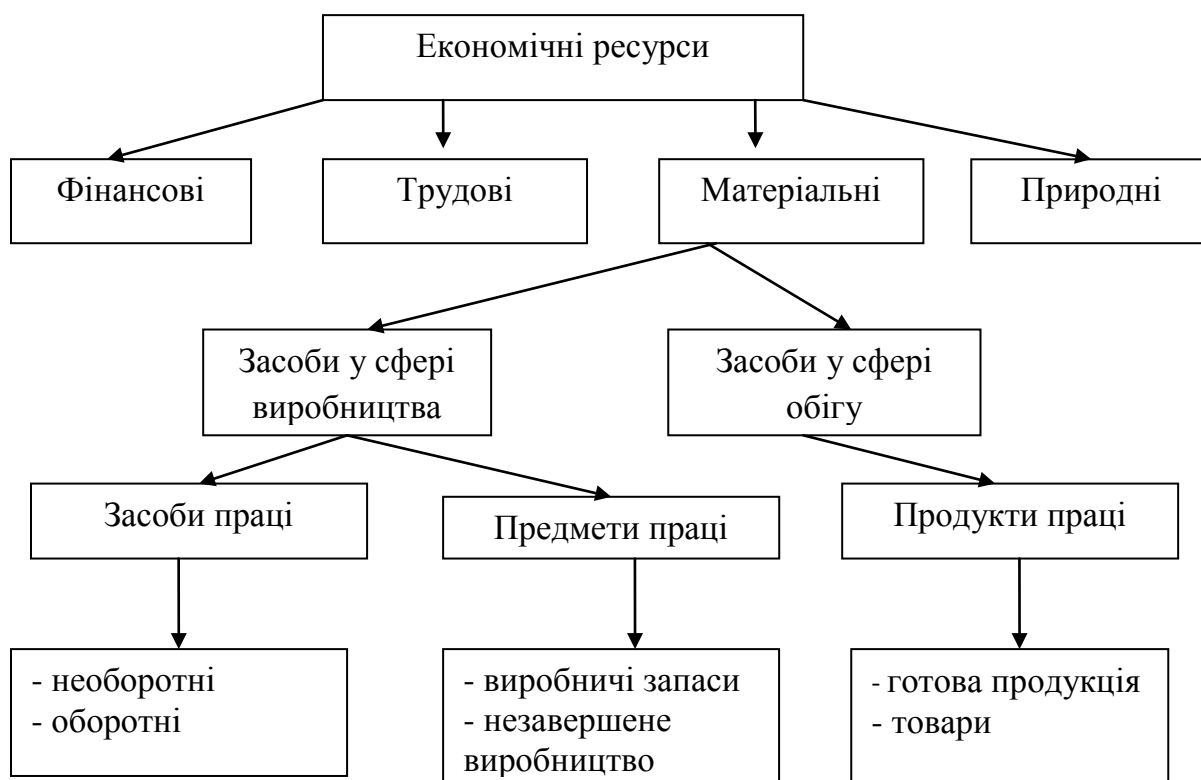 Економічні ресурси
Фінансові
Трудові
Матеріальні
Природні
Засоби у сфері
виробництва
Засоби у сфері
обігу
Засоби праці
Предмети праці
Продукти праці
- необоротні
- оборотні
- виробничі запаси
- незавершене
виробництво
- готова продукція
- товари